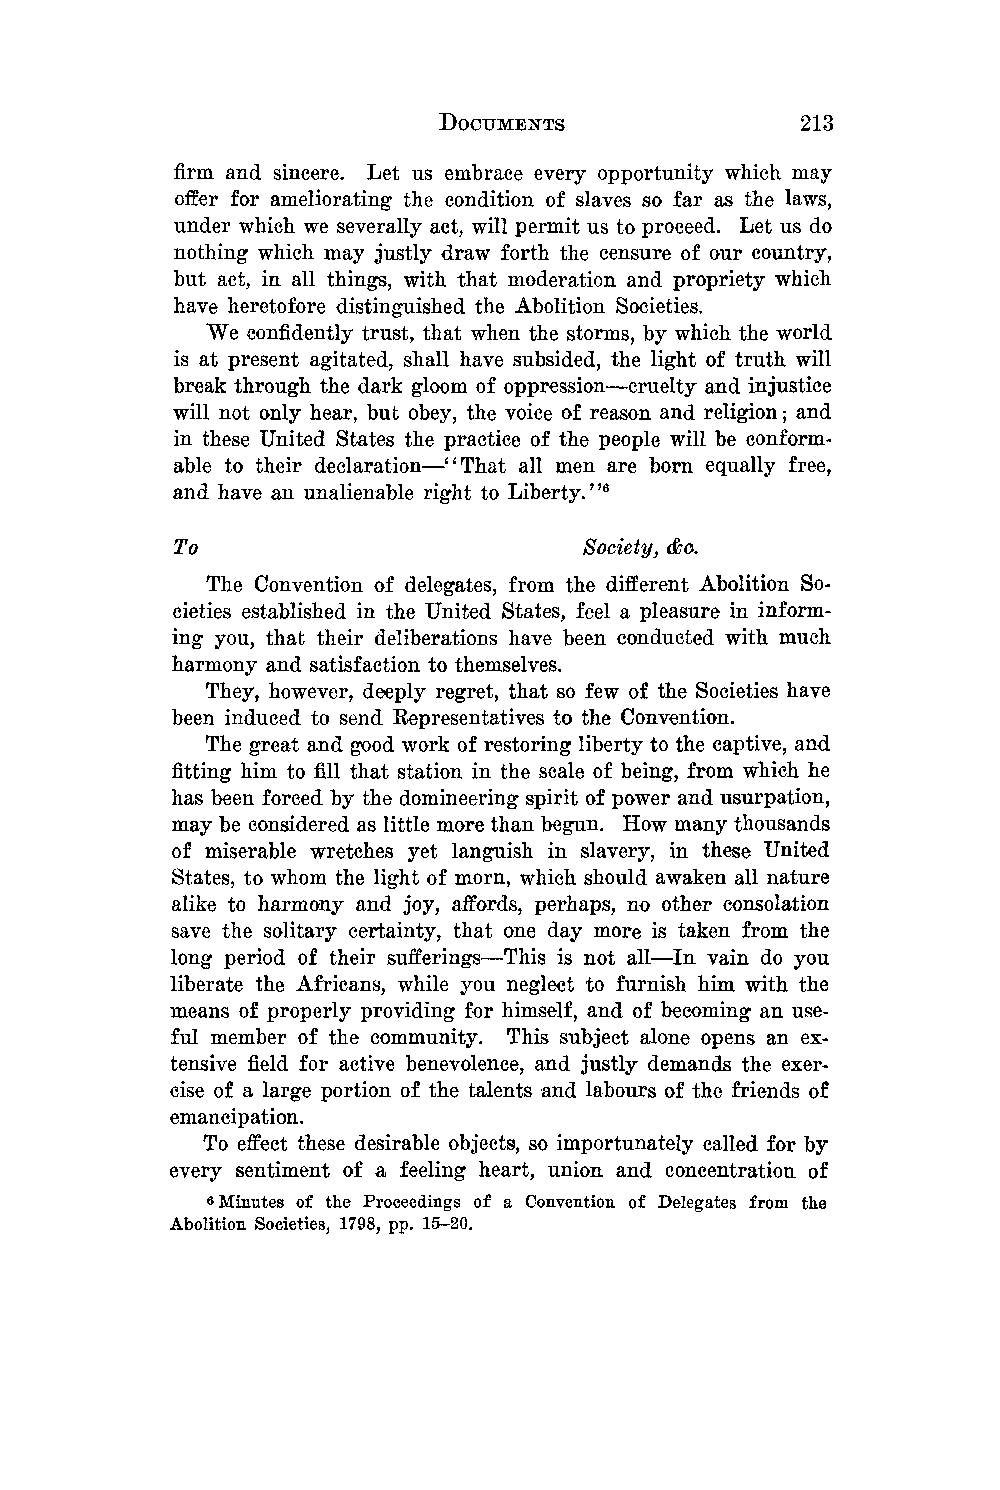 DOCUMENTS 213
firm and sincere. Let us embrace every opportunity which may
offer for ameliorating the condition of slaves so far as the laws,
under which we severally act, will permit us to proceed. Let us do
nothing which may justly draw forth the censure of our country,
but act, in all things, with that moderation and propriety which
have heretofore distinguished the Abolition Societies.
We confidently trust, that when the storms, by which the world
is at present agitated, shall have subsided, the light of truth will
break through the dark gloom of oppression—cruelty and injustice
will not only hear, but obey, the voice of reason and religion; and
in these United States the practice of the people will be conform-
able to their declaration—“That all men are born equally free,
and have an unalienable right to Liberty.”6
To Society, &c.
The Convention of delegates, from the different Abolition So-
cieties established in the United States, feel a pleasure in inform-
ing you, that their deliberations have been conducted with much
harmony and satisfaction to themselves.
They, however, deeply regret, that so few of the Societies have
been induced to send Representatives to the Convention.
The great and good work of restoring liberty to the captive, and
fitting him to fill that station in the scale of being, from which he
has been forced by the domineering spirit of power and usurpation,
may be considered as little more than begun. How many thousands
of miserable wretches yet languish in slavery, in these United
States, to whom the light of morn, which should awaken all nature
alike to harmony and joy, affords, perhaps, no other consolation
save the solitary certainty, that one day more is taken from the
long period of their sufferings—This is not all—In vain do you
liberate the Africans, while you neglect to furnish him with the
means of properly providing for himself, and of becoming an use-
ful member of the community. This subject alone opens an ex-
tensive field for active benevolence, and justly demands the exer-
cise of a large portion of the talents and labours of the friends of
emancipation.
To effect these desirable objects, so importunately called for by
every sentiment of a feeling heart, union and concentration of
6 Minutes of the Proceedings of a Convention of Delegates from the
Abolition Societies, 1798, pp. 15–20.